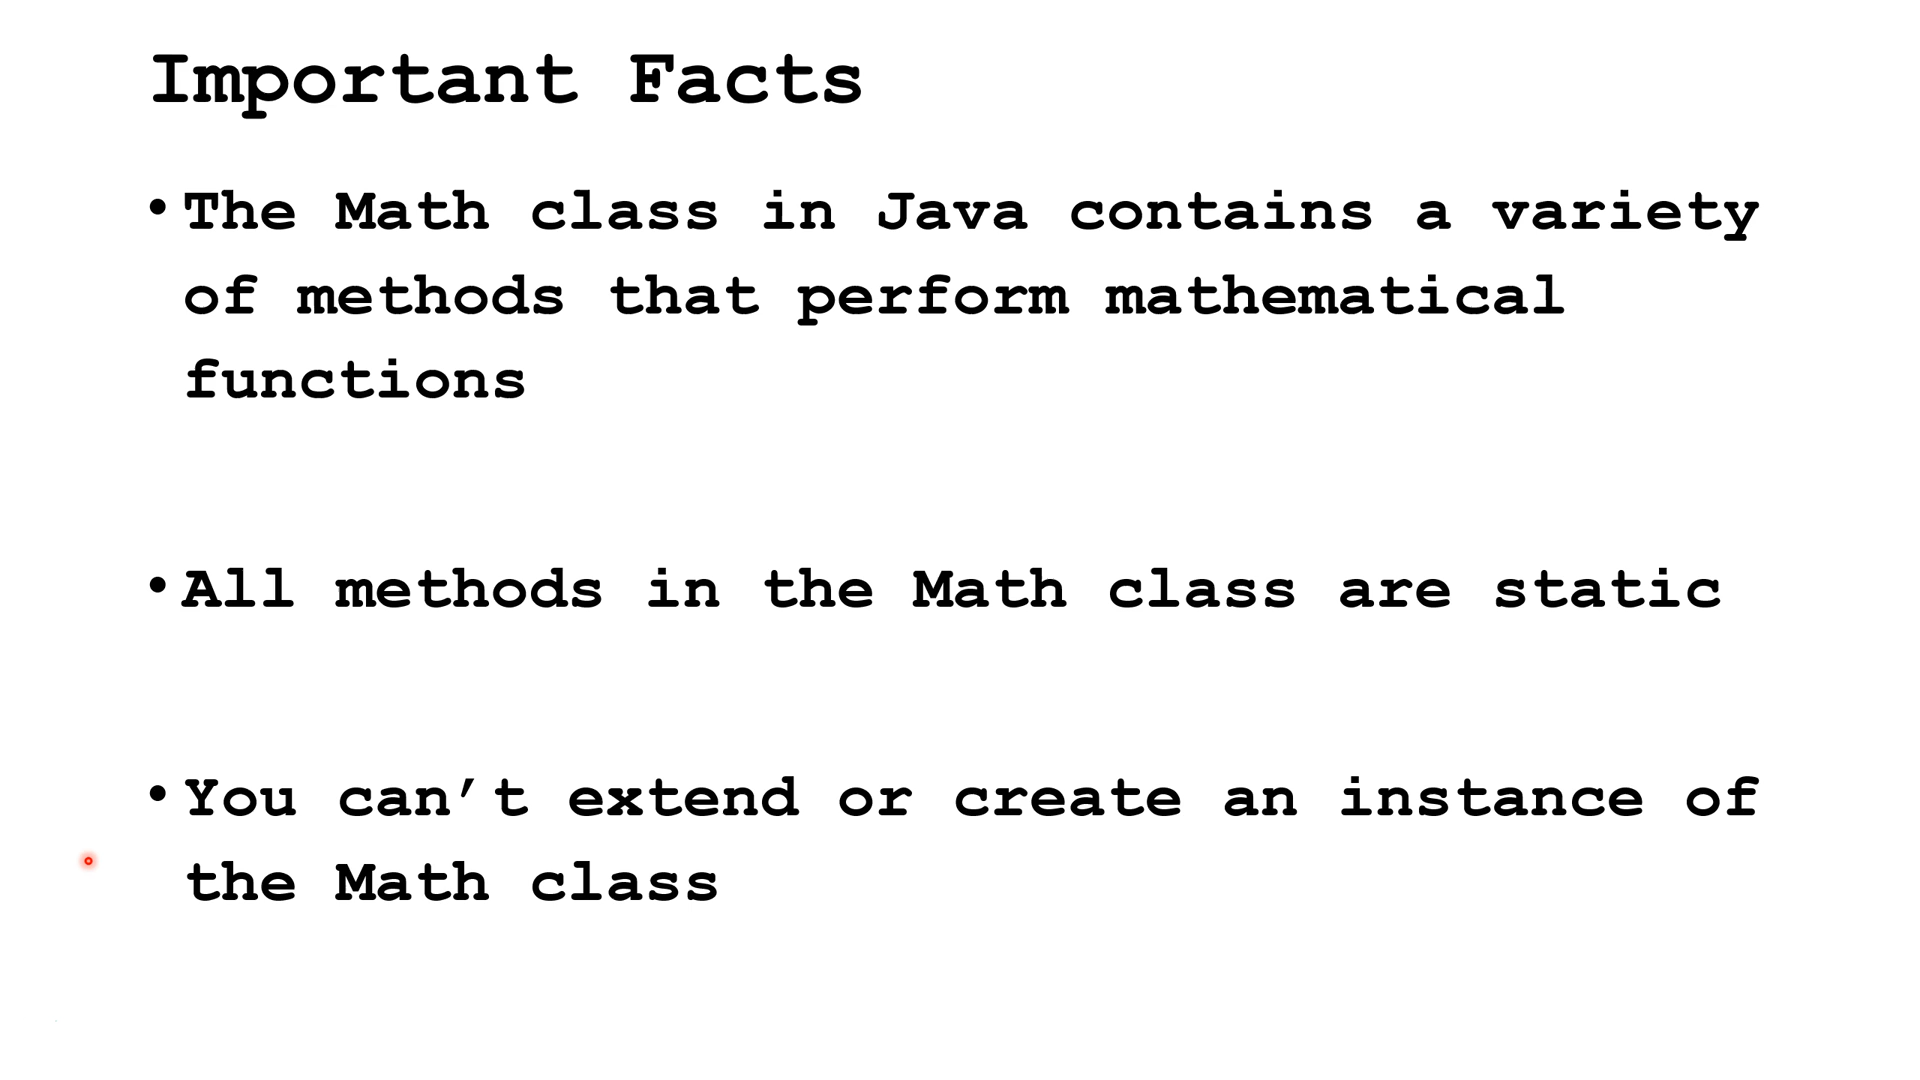 Important Facts
• The Math class in Java contains a variety
of methods that perform mathematical
functions
• All methods in the Math class are static
• You can’t extend or create an instance of
the Math class